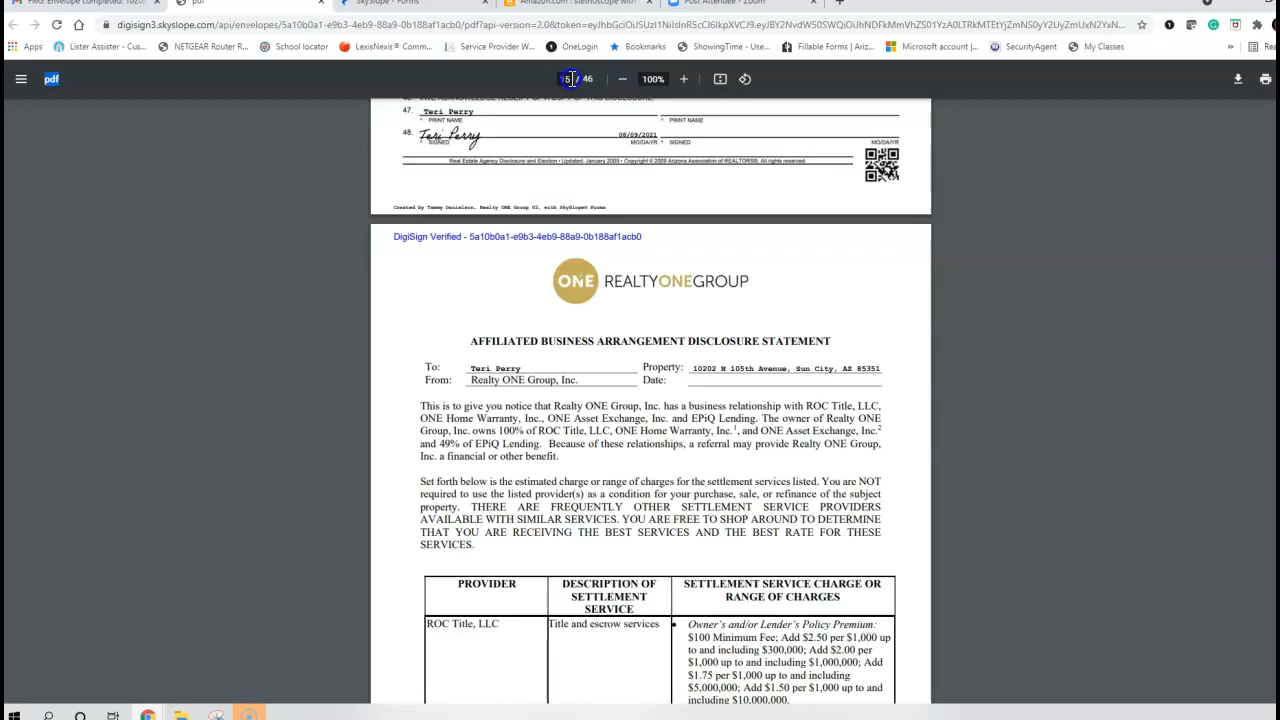 Fwd: Envelope completed: 1020
pdf
SkySlope - Forms
Amazon.com : stethoscope with
Post Attendee - Zoom
digisign3.skyslope.com/api/envelopes/5a10b0a1-e9b3-4eb9-88a9-0b188af1acb0/pdf?api-version=2.0&token=
Apps
Lister Assister - Cus...
NETGEAR Router R...
School locator
LexisNexis® Comm...
Service Provider W...
OneLogin
Bookmarks
ShowingTime - Use...
Fillable Forms | Ariz...
Microsoft account |...
SecurityAgent
My Classes
»
pdf
15 / 46
100%
47. Teri Perry
^ PRINT NAME ^ PRINT NAME
48. Teri Perry 08/09/2021
^ SIGNED MO/DA/YR ^ SIGNED MO/DA/YR
Real Estate Agency Disclosure and Election • Updated: January 2009 • Copyright © 2009 Arizona Association of REALTORS®. All rights reserved.
Created by Tammy Danielson, Realty ONE Group 02, with SkySlope® Forms
DigiSign Verified - 5a10b0a1-e9b3-4eb9-88a9-0b188af1acb0
ONE REALTYONEGROUP
AFFILIATED BUSINESS ARRANGEMENT DISCLOSURE STATEMENT
To: Teri Perry Property: 10202 N 105th Avenue, Sun City, AZ 85351
From: Realty ONE Group, Inc. Date:
This is to give you notice that Realty ONE Group, Inc. has a business relationship with ROC Title, LLC,
ONE Home Warranty, Inc., ONE Asset Exchange, Inc. and EPiQ Lending. The owner of Realty ONE
Group, Inc. owns 100% of ROC Title, LLC, ONE Home Warranty, Inc.1, and ONE Asset Exchange, Inc.2
and 49% of EPiQ Lending. Because of these relationships, a referral may provide Realty ONE Group,
Inc. a financial or other benefit.
Set forth below is the estimated charge or range of charges for the settlement services listed. You are NOT
required to use the listed provider(s) as a condition for your purchase, sale, or refinance of the subject
property. THERE ARE FREQUENTLY OTHER SETTLEMENT SERVICE PROVIDERS
AVAILABLE WITH SIMILAR SERVICES. YOU ARE FREE TO SHOP AROUND TO DETERMINE
THAT YOU ARE RECEIVING THE BEST SERVICES AND THE BEST RATE FOR THESE
SERVICES.
PROVIDER
DESCRIPTION OF
SETTLEMENT
SERVICE
SETTLEMENT SERVICE CHARGE OR
RANGE OF CHARGES
ROC Title, LLC
Title and escrow services
• Owner's and/or Lender's Policy Premium:
$100 Minimum Fee; Add $2.50 per $1,000 up
to and including $300,000; Add $2.00 per
$1,000 up to and including $1,000,000; Add
$1.75 per $1,000 up to and including
$5,000,000; Add $1.50 per $1,000 up to and
including $10,000,000.